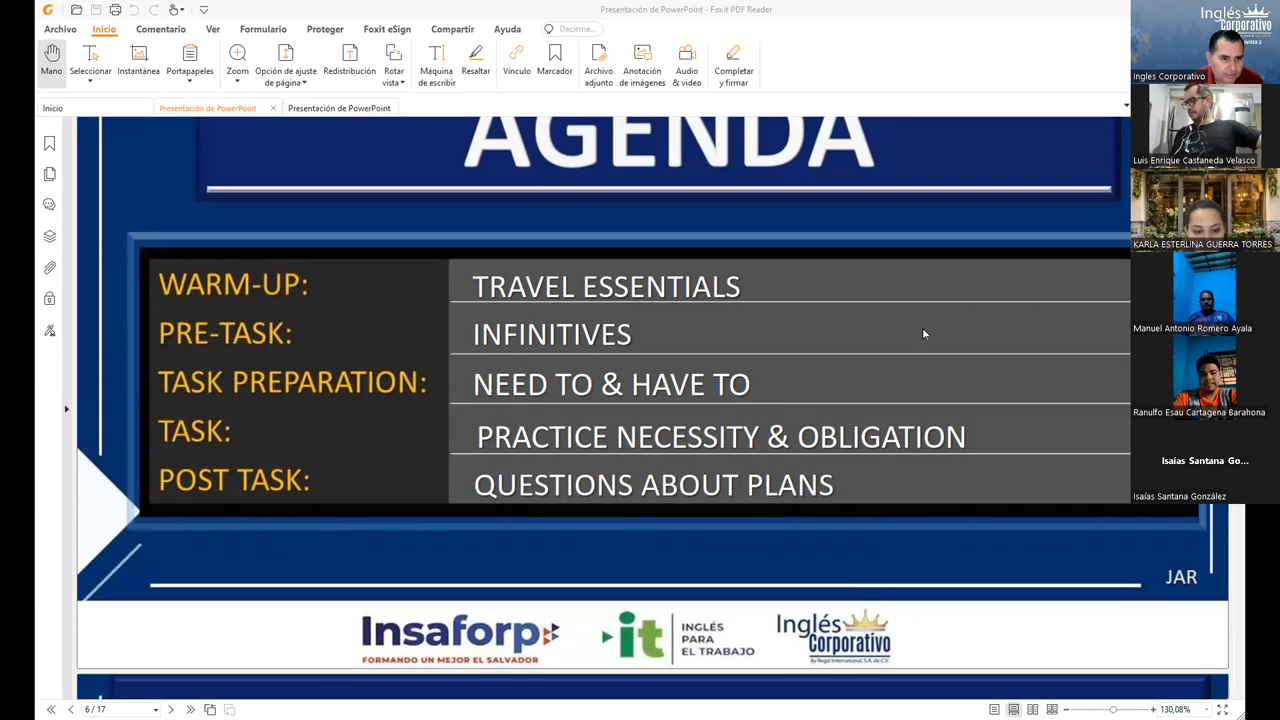 Presentación de PowerPoint - Foxit PDF Reader
Archivo Inicio Comentario Ver Formulario Proteger Foxit eSign Compartir Ayuda Decirme...
Mano
Seleccionar
Instantánea
Portapapeles
Zoom
Opción de ajuste de página
Redistribución
Rotar vista
Máquina de escribir
Resaltar
Vínculo
Marcador
Archivo adjunto
Anotación de imágenes
Audio & video
Completar y firmar
Inicio Presentación de PowerPoint Presentación de PowerPoint
AGENDA
WARM-UP: TRAVEL ESSENTIALS
PRE-TASK: INFINITIVES
TASK PREPARATION: NEED TO & HAVE TO
TASK: PRACTICE NECESSITY & OBLIGATION
POST TASK: QUESTIONS ABOUT PLANS
JAR
Insaforp
FORMANDO UN MEJOR EL SALVADOR
it
INGLÉS
PARA
EL TRABAJO
Inglés
Corporativo
By Regal International, S.A. de C.V.
6 / 17
130,08%
Inglés
Corporativo
Ingles Corporativo
Luis Enrique Castaneda Velasco
KARLA ESTERLINA GUERRA TORRES
Manuel Antonio Romero Ayala
Ranulfo Esau Cartagena Barahona
Isaías Santana Go...
Isaías Santana González